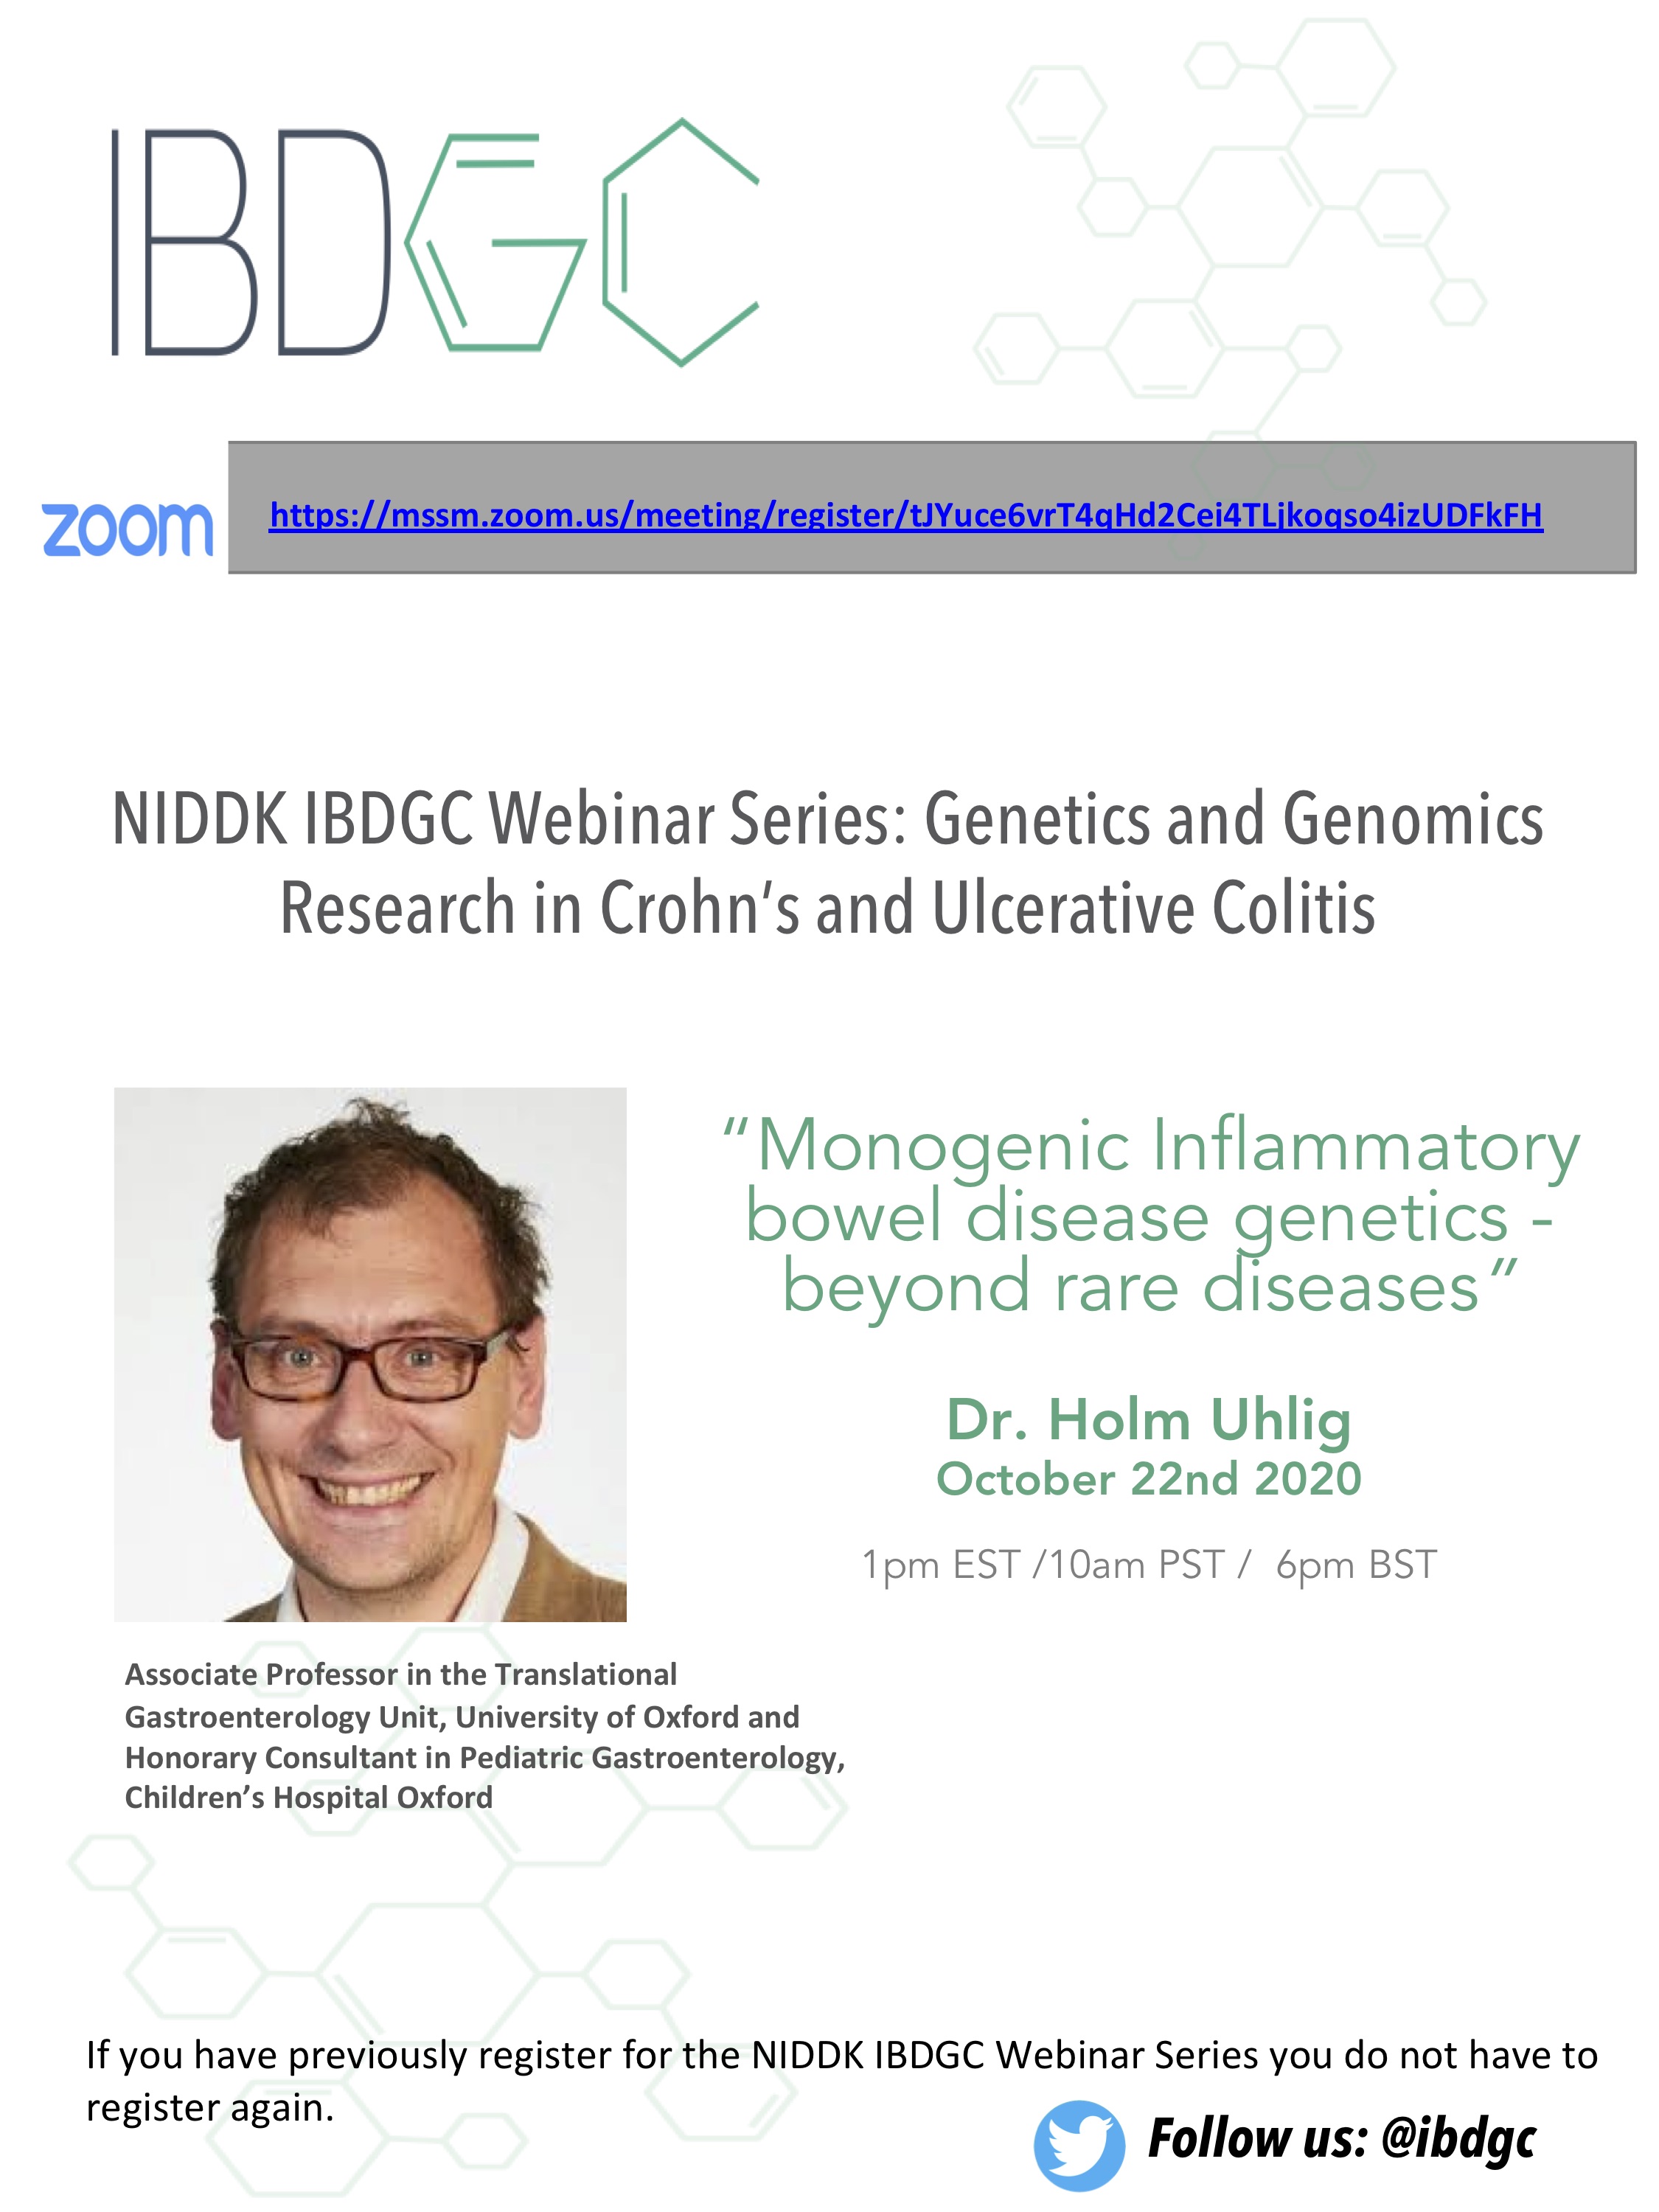 IBDGC
zoom
https://mssm.zoom.us/meeting/register/tJYuce6vrT4qHd2Cei4TLjkoqso4izUDFkFH
NIDDK IBDGC Webinar Series: Genetics and Genomics
Research in Crohn‘s and Ulcerative Colitis
“Monogenic Inflammatory
bowel disease genetics -
beyond rare diseases”
Dr. Holm Uhlig
October 22nd 2020
1pm EST /10am PST / 6pm BST
Associate Professor in the Translational
Gastroenterology Unit, University of Oxford and
Honorary Consultant in Pediatric Gastroenterology,
Children’s Hospital Oxford
If you have previously register for the NIDDK IBDGC Webinar Series you do not have to
register again.
Follow us: @ibdgc